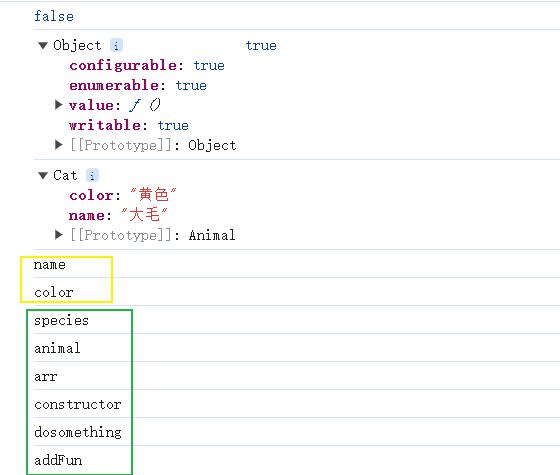 false
▼ Object i true
configurable: true
enumerable: true
▶ value: ƒ ()
writable: true
▶ [[Prototype]]: Object
▼ Cat i
color: "黄色"
name: "大毛"
▶ [[Prototype]]: Animal
name
color
species
animal
arr
constructor
dosomething
addFun